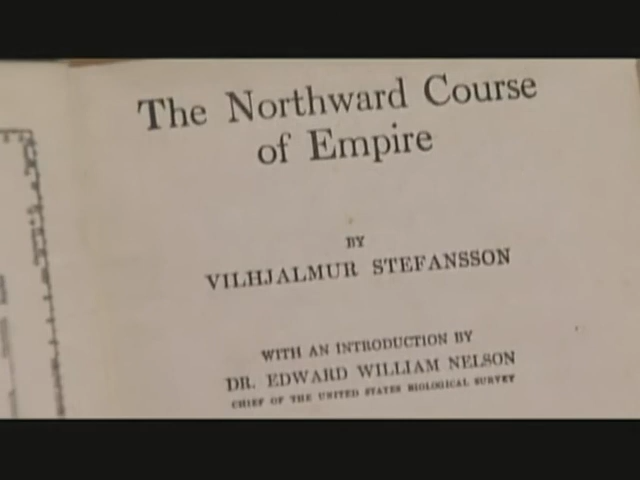 The Northward Course
of Empire
BY
VILHJALMUR STEFANSSON
WITH AN INTRODUCTION BY
DR. EDWARD WILLIAM NELSON
CHIEF OF THE UNITED STATES BIOLOGICAL SURVEY